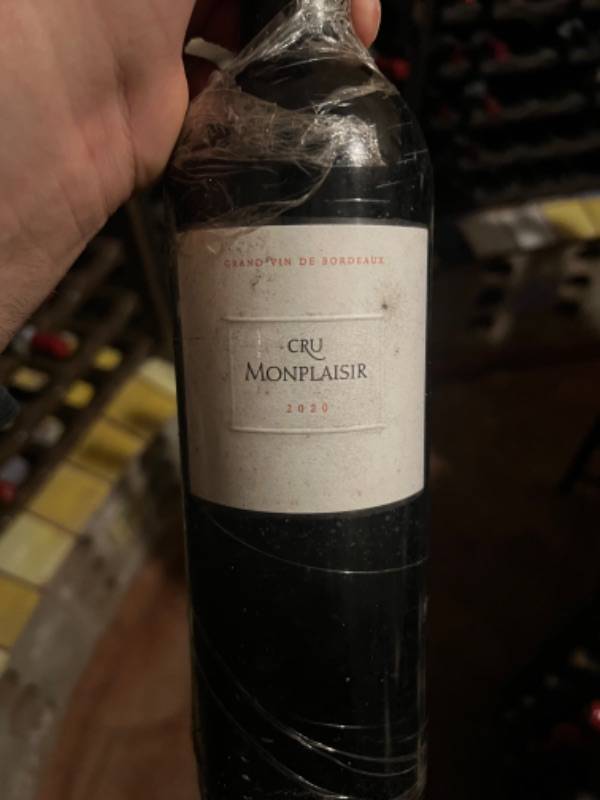 GRAND VIN DE BORDEAUX
CRU
MONPLAISIR
2020